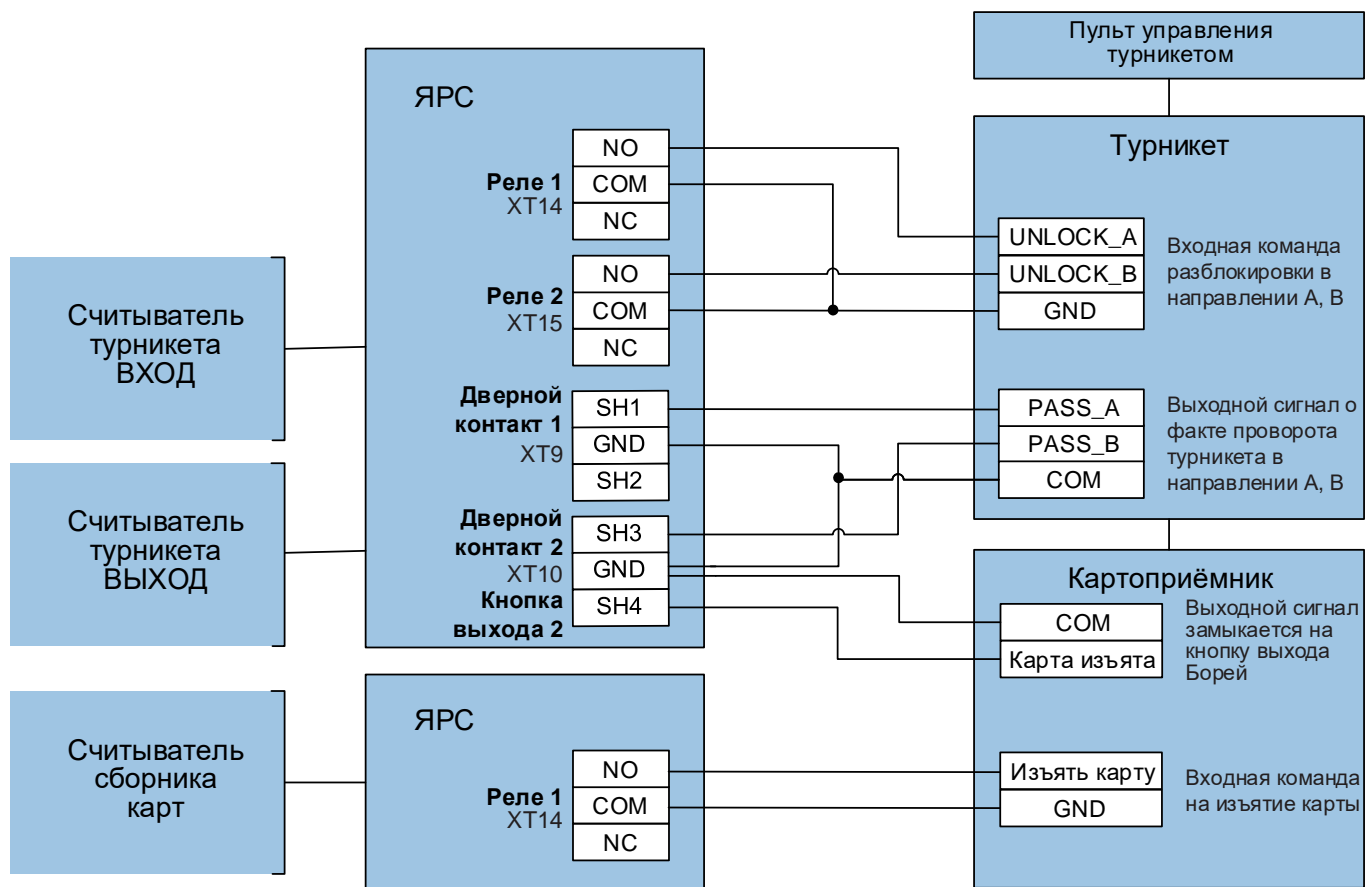 Пульт управления
турникетом
ЯРС
NO
Реле 1
COM
XT14
NC
NO
Реле 2
COM
XT15
NC
Дверной
контакт 1
SH1
GND
XT9
SH2
Дверной
контакт 2
SH3
XT10
GND
Кнопка
выхода 2
SH4
Считыватель
турникета
ВХОД
Считыватель
турникета
ВЫХОД
Турникет
UNLOCK_A
UNLOCK_B
GND
Входная команда
разблокировки в
направлении А, В
PASS_A
PASS_B
COM
Выходной сигнал о
факте проворота
турникета в
направлении А, В
Картоприёмник
COM
Карта изъята
Выходной сигнал
замыкается на
кнопку выхода
Борей
Считыватель
сборника
карт
ЯРС
NO
Реле 1
COM
XT14
NC
Изъять карту
GND
Входная команда
на изъятие карты